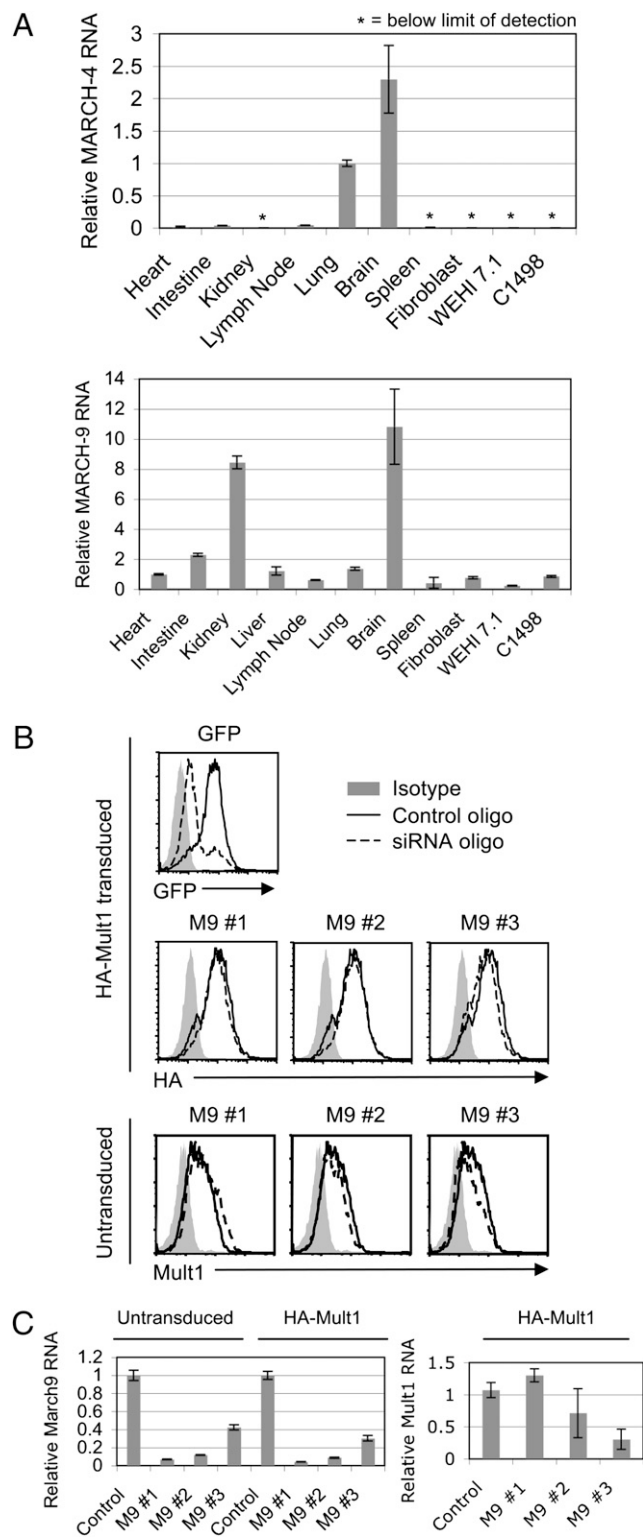 A
* = below limit of detection
Relative MARCH-4 RNA
3
2.5
2
1.5
1
0.5
0
*
*
*
*
*
Heart
Intestine
Kidney
Lymph Node
Lung
Brain
Spleen
Fibroblast
WEHI 7.1
C1498
Relative MARCH-9 RNA
14
12
10
8
6
4
2
0
Heart
Intestine
Kidney
Liver
Lymph Node
Lung
Brain
Spleen
Fibroblast
WEHI 7.1
C1498
B
HA-Mult1 transduced
GFP
GFP
Isotype
Control oligo
siRNA oligo
M9 #1
M9 #2
M9 #3
HA
Untransduced
M9 #1
M9 #2
M9 #3
Mult1
C
Untransduced
HA-Mult1
Relative March9 RNA
1.2
1
0.8
0.6
0.4
0.2
0
Control
M9 #1
M9 #2
M9 #3
Control
M9 #1
M9 #2
M9 #3
HA-Mult1
Relative Mult1 RNA
1.5
1
0.5
0
Control
M9 #1
M9 #2
M9 #3